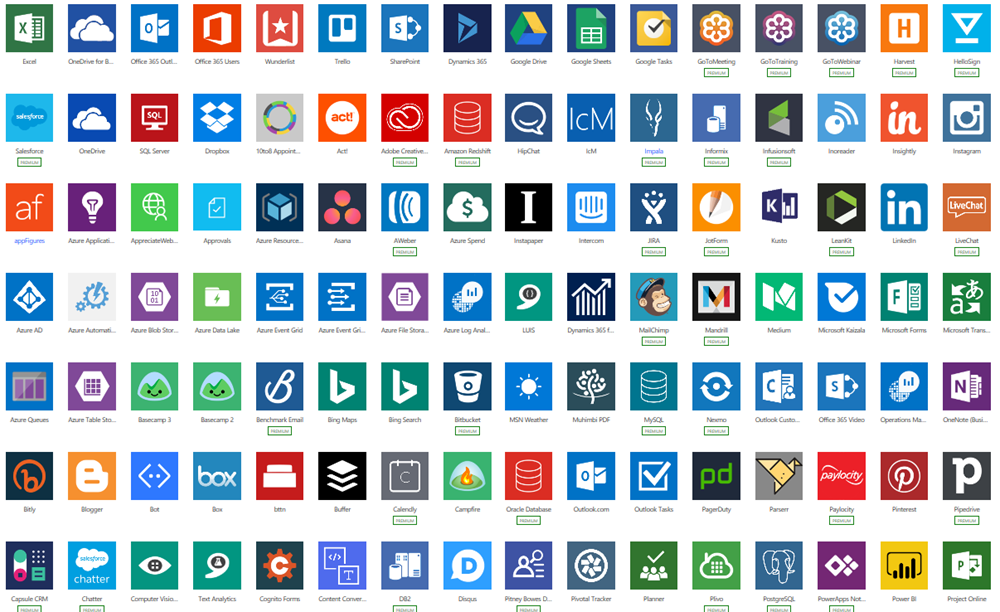 Excel OneDrive for B... Office 365 Outl... Office 365 Users Wunderlist Trello SharePoint Dynamics 365 Google Drive Google Sheets Google Tasks GoToMeeting GoToTraining GoToWebinar Harvest HelloSign
PREMIUM PREMIUM PREMIUM PREMIUM PREMIUM
salesforce SQL act! IcM in
Salesforce OneDrive SQL Server Dropbox 10to8 Appoint... Act! Adobe Creative... Amazon Redshift HipChat IcM Impala Informix Infusionsoft Inoreader Insightly Instagram
PREMIUM PREMIUM PREMIUM PREMIUM PREMIUM PREMIUM
af I K in LiveChat
appFigures Azure Applicati... AppreciateWeb... Approvals Azure Resource... Asana AWeber Azure Spend Instapaper Intercom JIRA JotForm Kusto LeanKit LinkedIn LiveChat
PREMIUM PREMIUM PREMIUM PREMIUM PREMIUM
Azure AD Azure Automati... Azure Blob Stor... Azure Data Lake Azure Event Grid Azure Event Gri... Azure File Stora... Azure Log Anal... LUIS Dynamics 365 f... MailChimp Mandrill Medium Microsoft Kaizala Microsoft Forms Microsoft Trans...
PREMIUM PREMIUM
Azure Queues Azure Table Sto... Basecamp 3 Basecamp 2 Benchmark Email Bing Maps Bing Search Bitbucket MSN Weather Muhimbi PDF MySQL Nexmo Outlook Custo... Office 365 Video Operations Ma... OneNote (Busi...
PREMIUM PREMIUM PREMIUM PREMIUM
box pd paylocity
Bitly Blogger Bot Box bttn Buffer Calendly Campfire Oracle Database Outlook.com Outlook Tasks PagerDuty Parserr Paylocity Pinterest Pipedrive
PREMIUM PREMIUM PREMIUM PREMIUM
salesforce
chatter
Capsule CRM Chatter Computer Visio... Text Analytics Cognito Forms Content Conver... DB2 Disqus Pitney Bowes D... Pivotal Tracker Planner Plivo PostgreSQL PowerApps Not... Power BI Project Online
PREMIUM PREMIUM PREMIUM PREMIUM PREMIUM PREMIUM